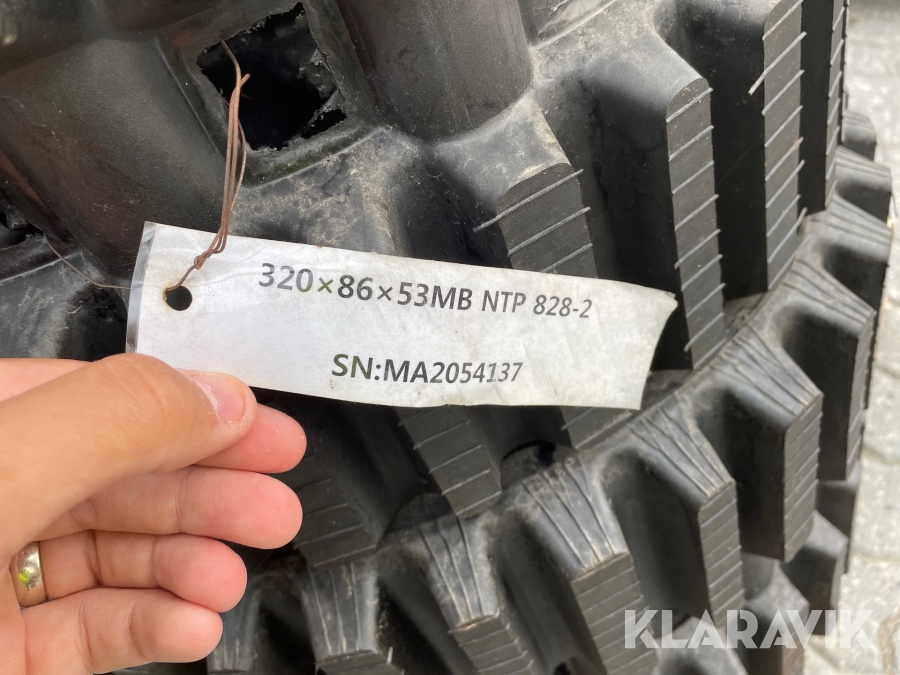 320×86×53MB NTP 828-2
SN:MA2054137
KLARAVIK